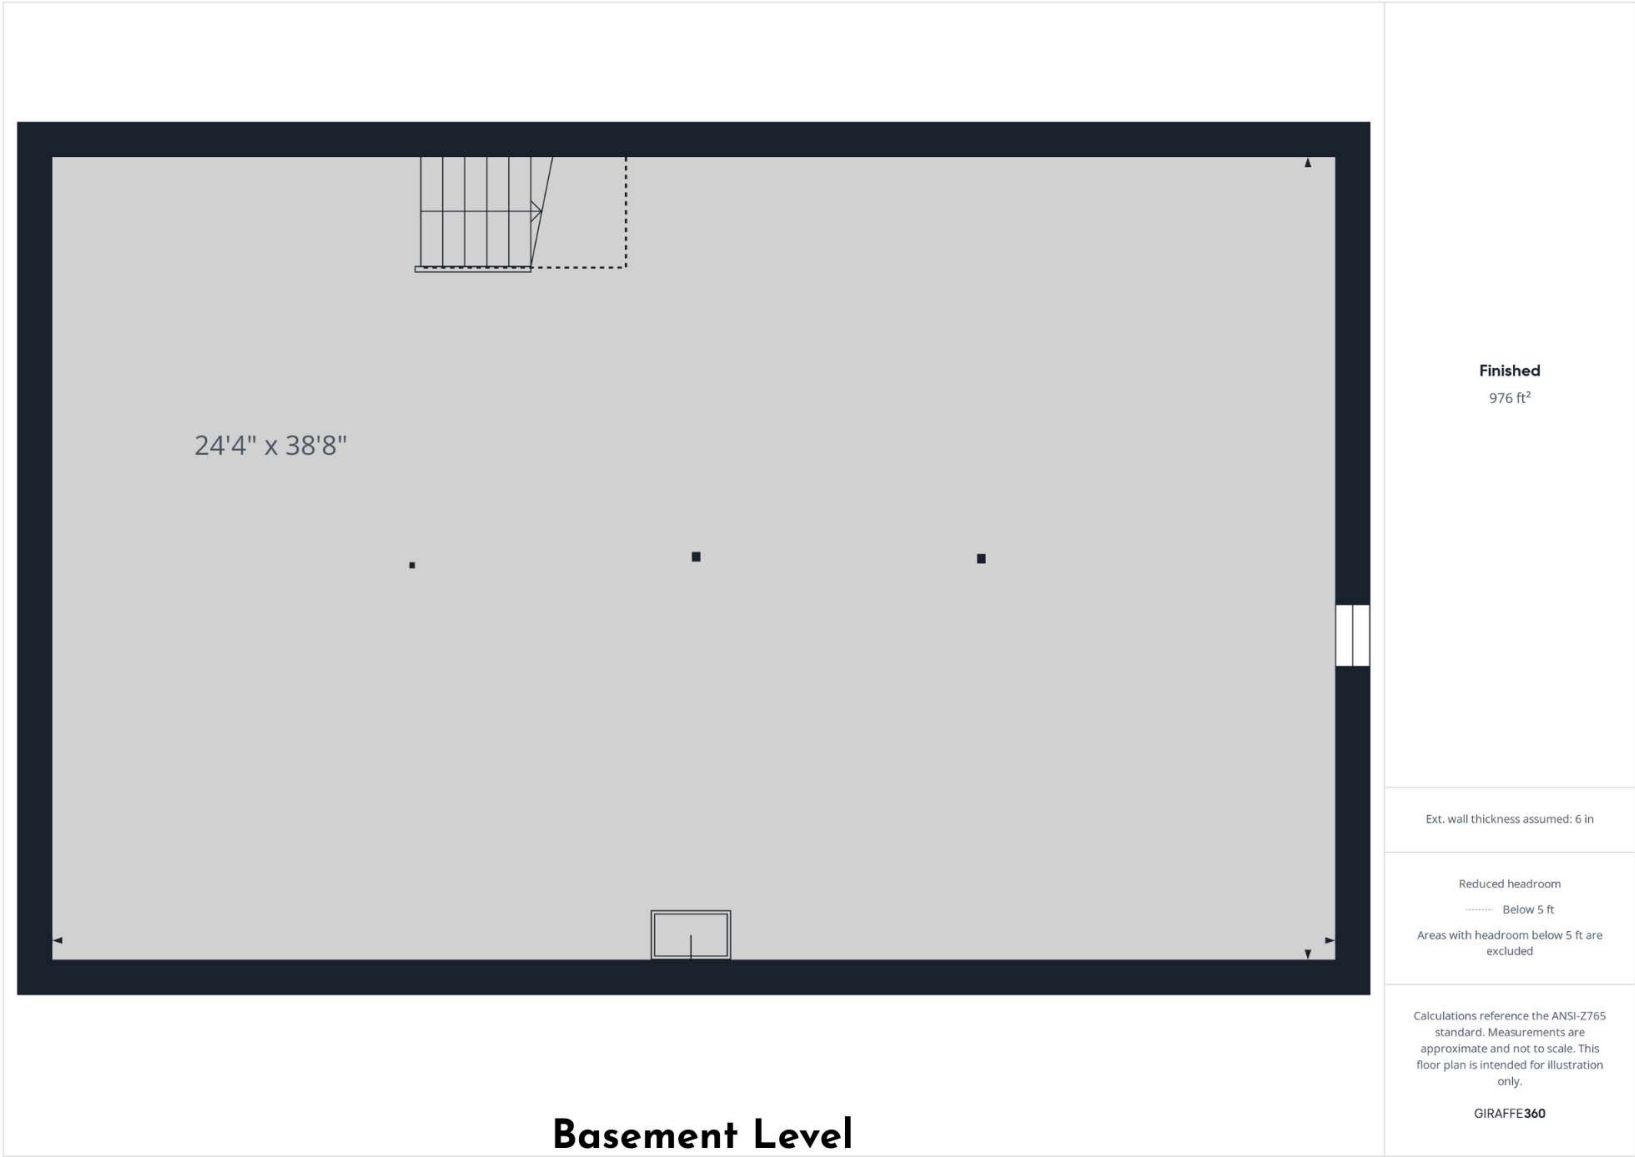 24'4" x 38'8"
Finished
976 ft²
Ext. wall thickness assumed: 6 in
Reduced headroom
Below 5 ft
Areas with headroom below 5 ft are
excluded
Calculations reference the ANSI-Z765
standard. Measurements are
approximate and not to scale. This
floor plan is intended for illustration
only.
GIRAFFE360
Basement Level